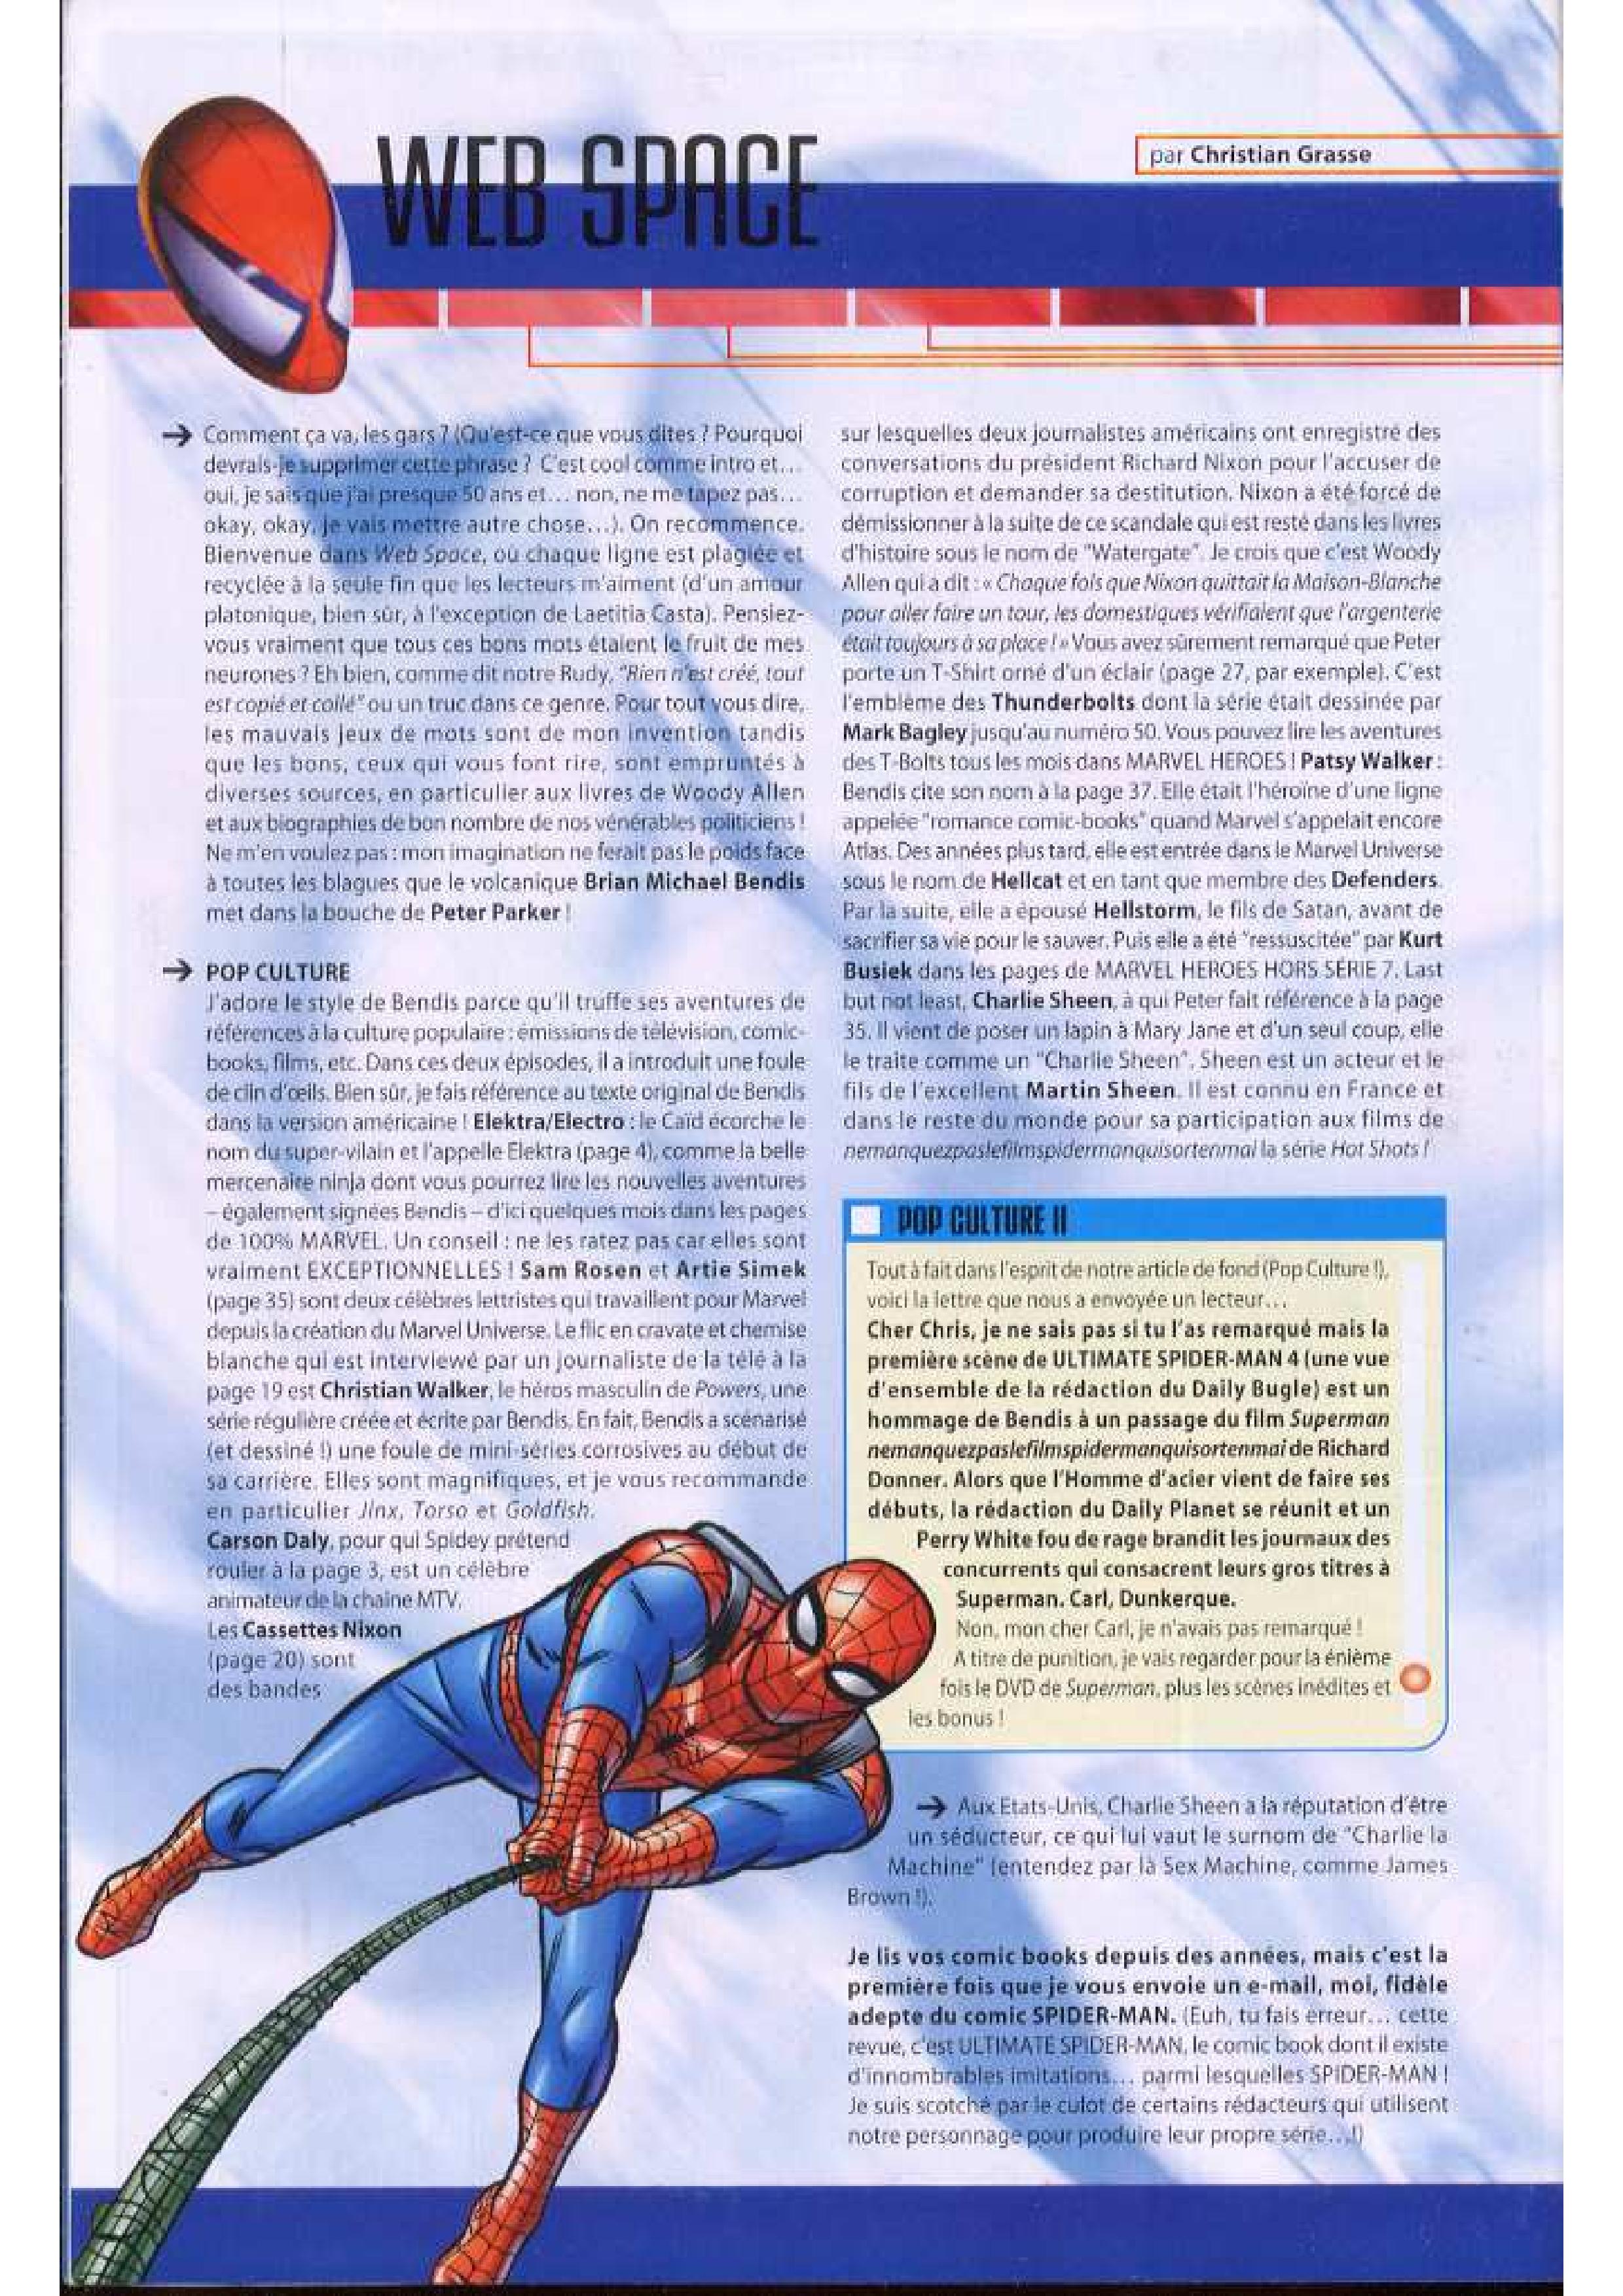 WEB SPACE
par Christian Grasse
→ Comment ça va, les gars ? (Qu'est-ce que vous dites ? Pourquoi
devrais-je supprimer cette phrase ? C'est cool comme intro et...
oui, je sais que j'ai presque 50 ans et... non, ne me tapez pas...
okay, okay, je vais mettre autre chose...). On recommence.
Bienvenue dans Web Space, ou chaque ligne est plagiée et
recyclée à la seule fin que les lecteurs m'aiment (d'un amour
platonique, bien sûr, à l'exception de Laetitia Casta). Pensiez-
vous vraiment que tous ces bons mots étaient le fruit de mes
neurones ? Eh bien, comme dit notre Rudy, "Rien n'est créé, tout
est copié et collé" ou un truc dans ce genre. Pour tout vous dire,
les mauvais jeux de mots sont de mon invention tandis
que les bons, ceux qui vous font rire, sont empruntés à
diverses sources, en particulier aux livres de Woody Allen
et aux biographies de bon nombre de nos vénérables politiciens !
Ne m'en voulez pas : mon imagination ne ferait pas le poids face
à toutes les blagues que le volcanique Brian Michael Bendis
met dans la bouche de Peter Parker !
→ POP CULTURE
J'adore le style de Bendis parce qu'il truffe ses aventures de
références à la culture populaire : émissions de télévision, comic-
books, films, etc. Dans ces deux épisodes, il a introduit une foule
de clin d'œils. Bien sûr, je fais référence au texte original de Bendis
dans la version américaine ! Elektra/Electro : le Caïd écorche le
nom du super-vilain et l'appelle Elektra (page 4), comme la belle
mercenaire ninja dont vous pourrez lire les nouvelles aventures
– également signées Bendis – d'ici quelques mois dans les pages
de 100% MARVEL. Un conseil : ne les ratez pas car elles sont
vraiment EXCEPTIONNELLES ! Sam Rosen et Artie Simek
(page 35) sont deux célèbres lettristes qui travaillent pour Marvel
depuis la création du Marvel Universe. Le flic en cravate et chemise
blanche qui est interviewé par un journaliste de la télé à la
page 19 est Christian Walker, le héros masculin de Powers, une
série régulière créée et écrite par Bendis. En fait, Bendis a scénarisé
(et dessiné !) une foule de mini-séries corrosives au début de
sa carrière. Elles sont magnifiques, et je vous recommande
en particulier Jinx, Torso et Goldfish.
Carson Daly, pour qui Spidey prétend
rouler à la page 3, est un célèbre
animateur de la chaîne MTV.
Les Cassettes Nixon
(page 20) sont
des bandes
sur lesquelles deux journalistes américains ont enregistré des
conversations du président Richard Nixon pour l'accuser de
corruption et demander sa destitution. Nixon a été forcé de
démissionner à la suite de ce scandale qui est resté dans les livres
d'histoire sous le nom de "Watergate". Je crois que c'est Woody
Allen qui a dit : « Chaque fois que Nixon quittait la Maison-Blanche
pour aller faire un tour, les domestiques vérifiaient que l'argenterie
était toujours à sa place ! » Vous avez sûrement remarqué que Peter
porte un T-Shirt orné d'un éclair (page 27, par exemple). C'est
l'emblème des Thunderbolts dont la série était dessinée par
Mark Bagley jusqu'au numéro 50. Vous pouvez lire les aventures
des T-Bolts tous les mois dans MARVEL HEROES ! Patsy Walker :
Bendis cite son nom à la page 37. Elle était l'héroïne d'une ligne
appelée "romance comic-books" quand Marvel s'appelait encore
Atlas. Des années plus tard, elle est entrée dans le Marvel Universe
sous le nom de Hellcat et en tant que membre des Defenders.
Par la suite, elle a épousé Hellstorm, le fils de Satan, avant de
sacrifier sa vie pour le sauver. Puis elle a été "ressuscitée" par Kurt
Busiek dans les pages de MARVEL HEROES HORS SÉRIE 7. Last
but not least, Charlie Sheen, à qui Peter fait référence à la page
35. Il vient de poser un lapin à Mary Jane et d'un seul coup, elle
le traite comme un "Charlie Sheen". Sheen est un acteur et le
fils de l'excellent Martin Sheen. Il est connu en France et
dans le reste du monde pour sa participation aux films de
nemanquezpaslefilmspidermanquisortenmai la série Hot Shots !
POP CULTURE II
Tout à fait dans l'esprit de notre article de fond (Pop Culture !),
voici la lettre que nous a envoyée un lecteur...
Cher Chris, je ne sais pas si tu l'as remarqué mais la
première scène de ULTIMATE SPIDER-MAN 4 (une vue
d'ensemble de la rédaction du Daily Bugle) est un
hommage de Bendis à un passage du film Superman
nemanquezpaslefilmspidermanquisortenmai de Richard
Donner. Alors que l'Homme d'acier vient de faire ses
débuts, la rédaction du Daily Planet se réunit et un
Perry White fou de rage brandit les journaux des
concurrents qui consacrent leurs gros titres à
Superman. Carl, Dunkerque.
Non, mon cher Carl, je n'avais pas remarqué !
A titre de punition, je vais regarder pour la énième
fois le DVD de Superman, plus les scènes inédites et
les bonus !
→ Aux Etats-Unis, Charlie Sheen a la réputation d'être
un séducteur, ce qui lui vaut le surnom de "Charlie la
Machine" (entendez par là Sex Machine, comme James
Brown !).
Je lis vos comic books depuis des années, mais c'est la
première fois que je vous envoie un e-mail, moi, fidèle
adepte du comic SPIDER-MAN. (Euh, tu fais erreur... cette
revue, c'est ULTIMATE SPIDER-MAN, le comic book dont il existe
d'innombrables imitations... parmi lesquelles SPIDER-MAN !
Je suis scotché par le culot de certains rédacteurs qui utilisent
notre personnage pour produire leur propre série...!)